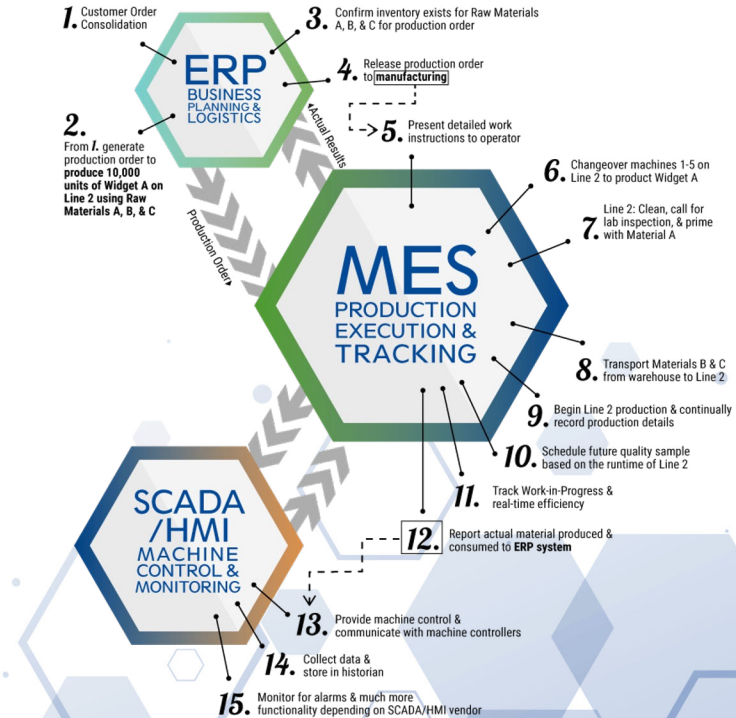 1. Customer Order
Consolidation
3. Confirm inventory exists for Raw Materials
A, B, & C for production order
ERP
BUSINESS
PLANNING &
LOGISTICS
4. Release production order
to manufacturing
2.
From 1. generate
production order to
produce 10,000
units of Widget A on
Line 2 using Raw
Materials A, B, & C
Actual Results
Production Order
5. Present detailed work
instructions to operator
6. Changeover machines 1-5 on
Line 2 to product Widget A
7. Line 2: Clean, call for
lab inspection, & prime
with Material A
MES
PRODUCTION
EXECUTION &
TRACKING
8. Transport Materials B & C
from warehouse to Line 2
9. Begin Line 2 production & continually
record production details
10. Schedule future quality sample
based on the runtime of Line 2
11. Track Work-in-Progress &
real-time efficiency
12. Report actual material produced &
consumed to ERP system
SCADA
/HMI
MACHINE
CONTROL &
MONITORING
13. Provide machine control &
communicate with machine controllers
14. Collect data &
store in historian
15. Monitor for alarms & much more
functionality depending on SCADA/HMI vendor